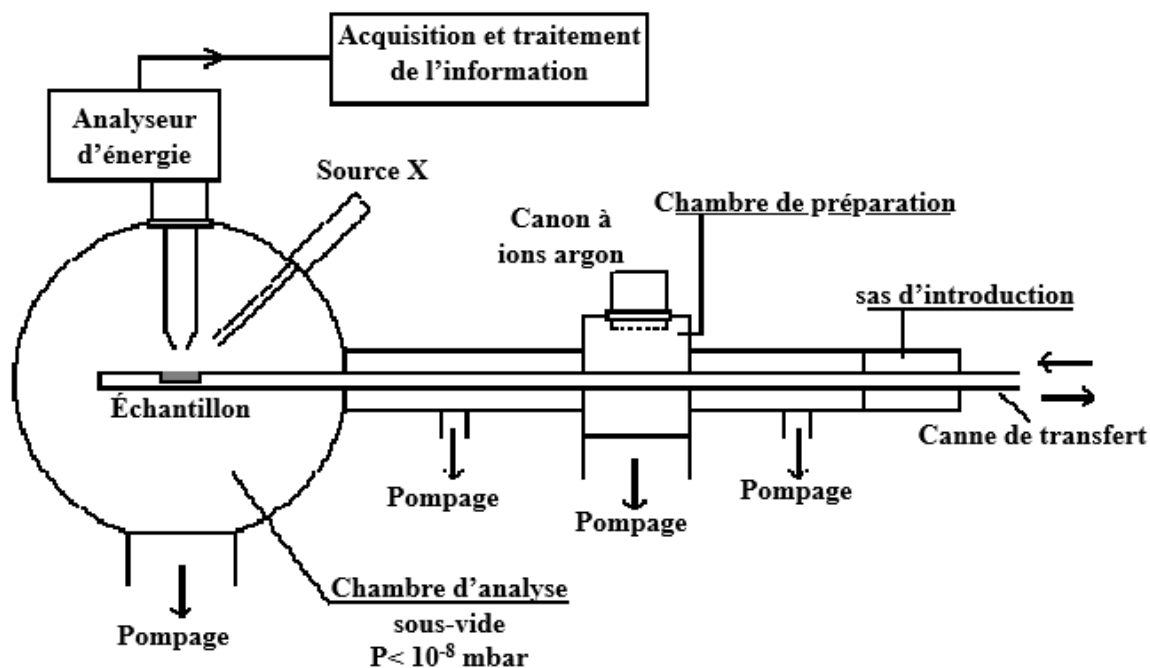 Acquisition et traitement
de l’information
Analyseur
d’énergie
Source X
Canon à
ions argon
Chambre de préparation
sas d’introduction
Échantillon
Canne de transfert
Pompage
Pompage
Pompage
Pompage
Chambre d’analyse
sous-vide
P< 10⁻⁸ mbar